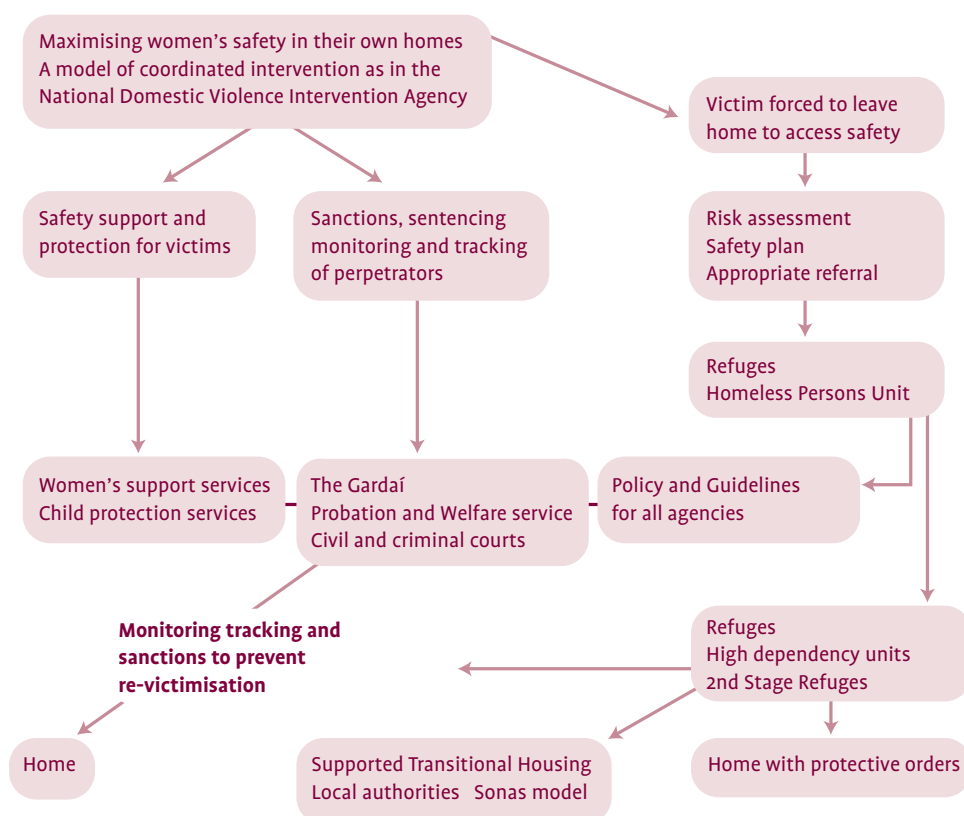 Maximising women’s safety in their own homes
A model of coordinated intervention as in the
National Domestic Violence Intervention Agency
Victim forced to leave
home to access safety
Safety support and
protection for victims
Sanctions, sentencing
monitoring and tracking
of perpetrators
Risk assessment
Safety plan
Appropriate referral
Refuges
Homeless Persons Unit
Women’s support services
Child protection services
The Gardaí
Probation and Welfare service
Civil and criminal courts
Policy and Guidelines
for all agencies
Monitoring tracking and
sanctions to prevent
re-victimisation
Refuges
High dependency units
2nd Stage Refuges
Home
Supported Transitional Housing
Local authorities Sonas model
Home with protective orders